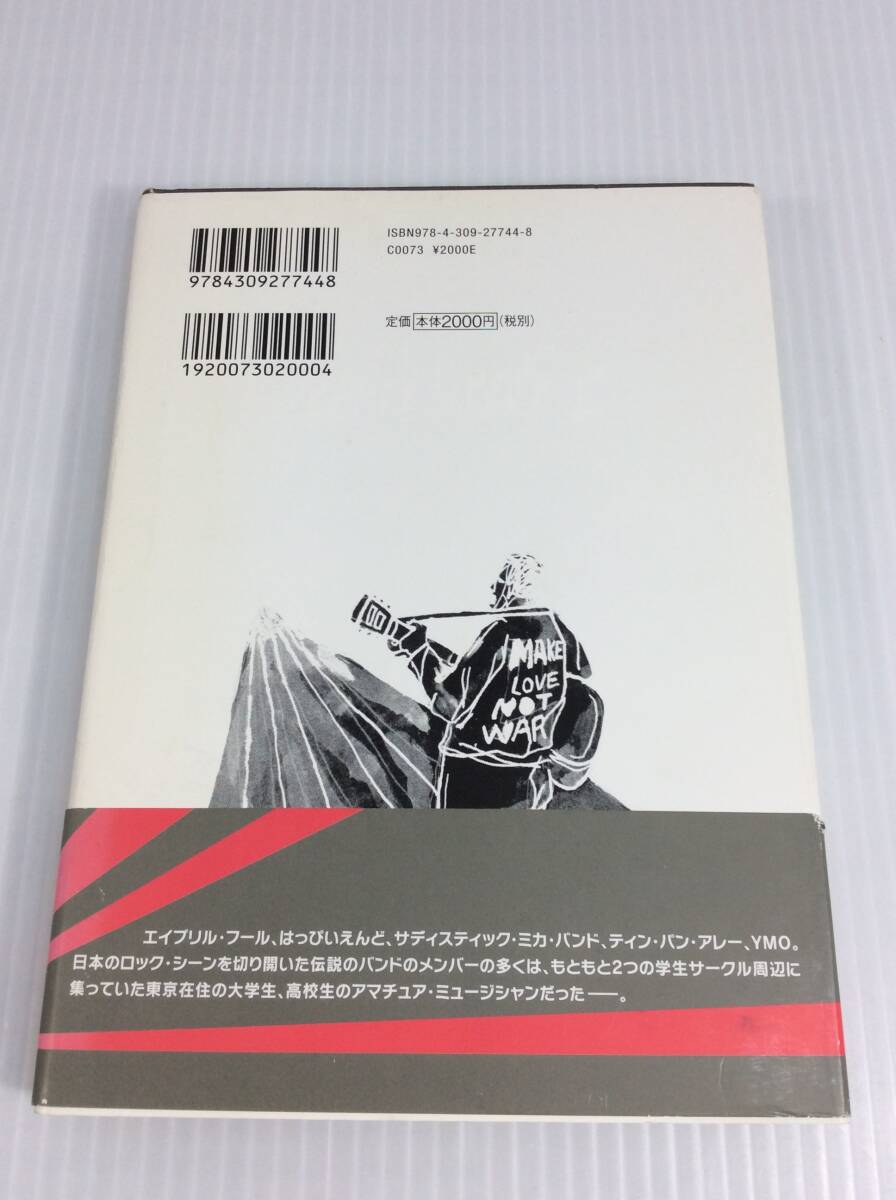 ISBN978-4-309-27744-8
C0073 ¥2000E
9784309277448
定価 本体2000円(税別)
1920073020004
MAKE
LOVE
NOT
WAR
エイプリル・フール、はっぴいえんど、サディスティック・ミカ・バンド、ティン・パン・アレー、YMO。
日本のロック・シーンを切り開いた伝説のバンドのメンバーの多くは、もともと2つの学生サークル周辺に
集っていた東京在住の大学生、高校生のアマチュア・ミュージシャンだった——。